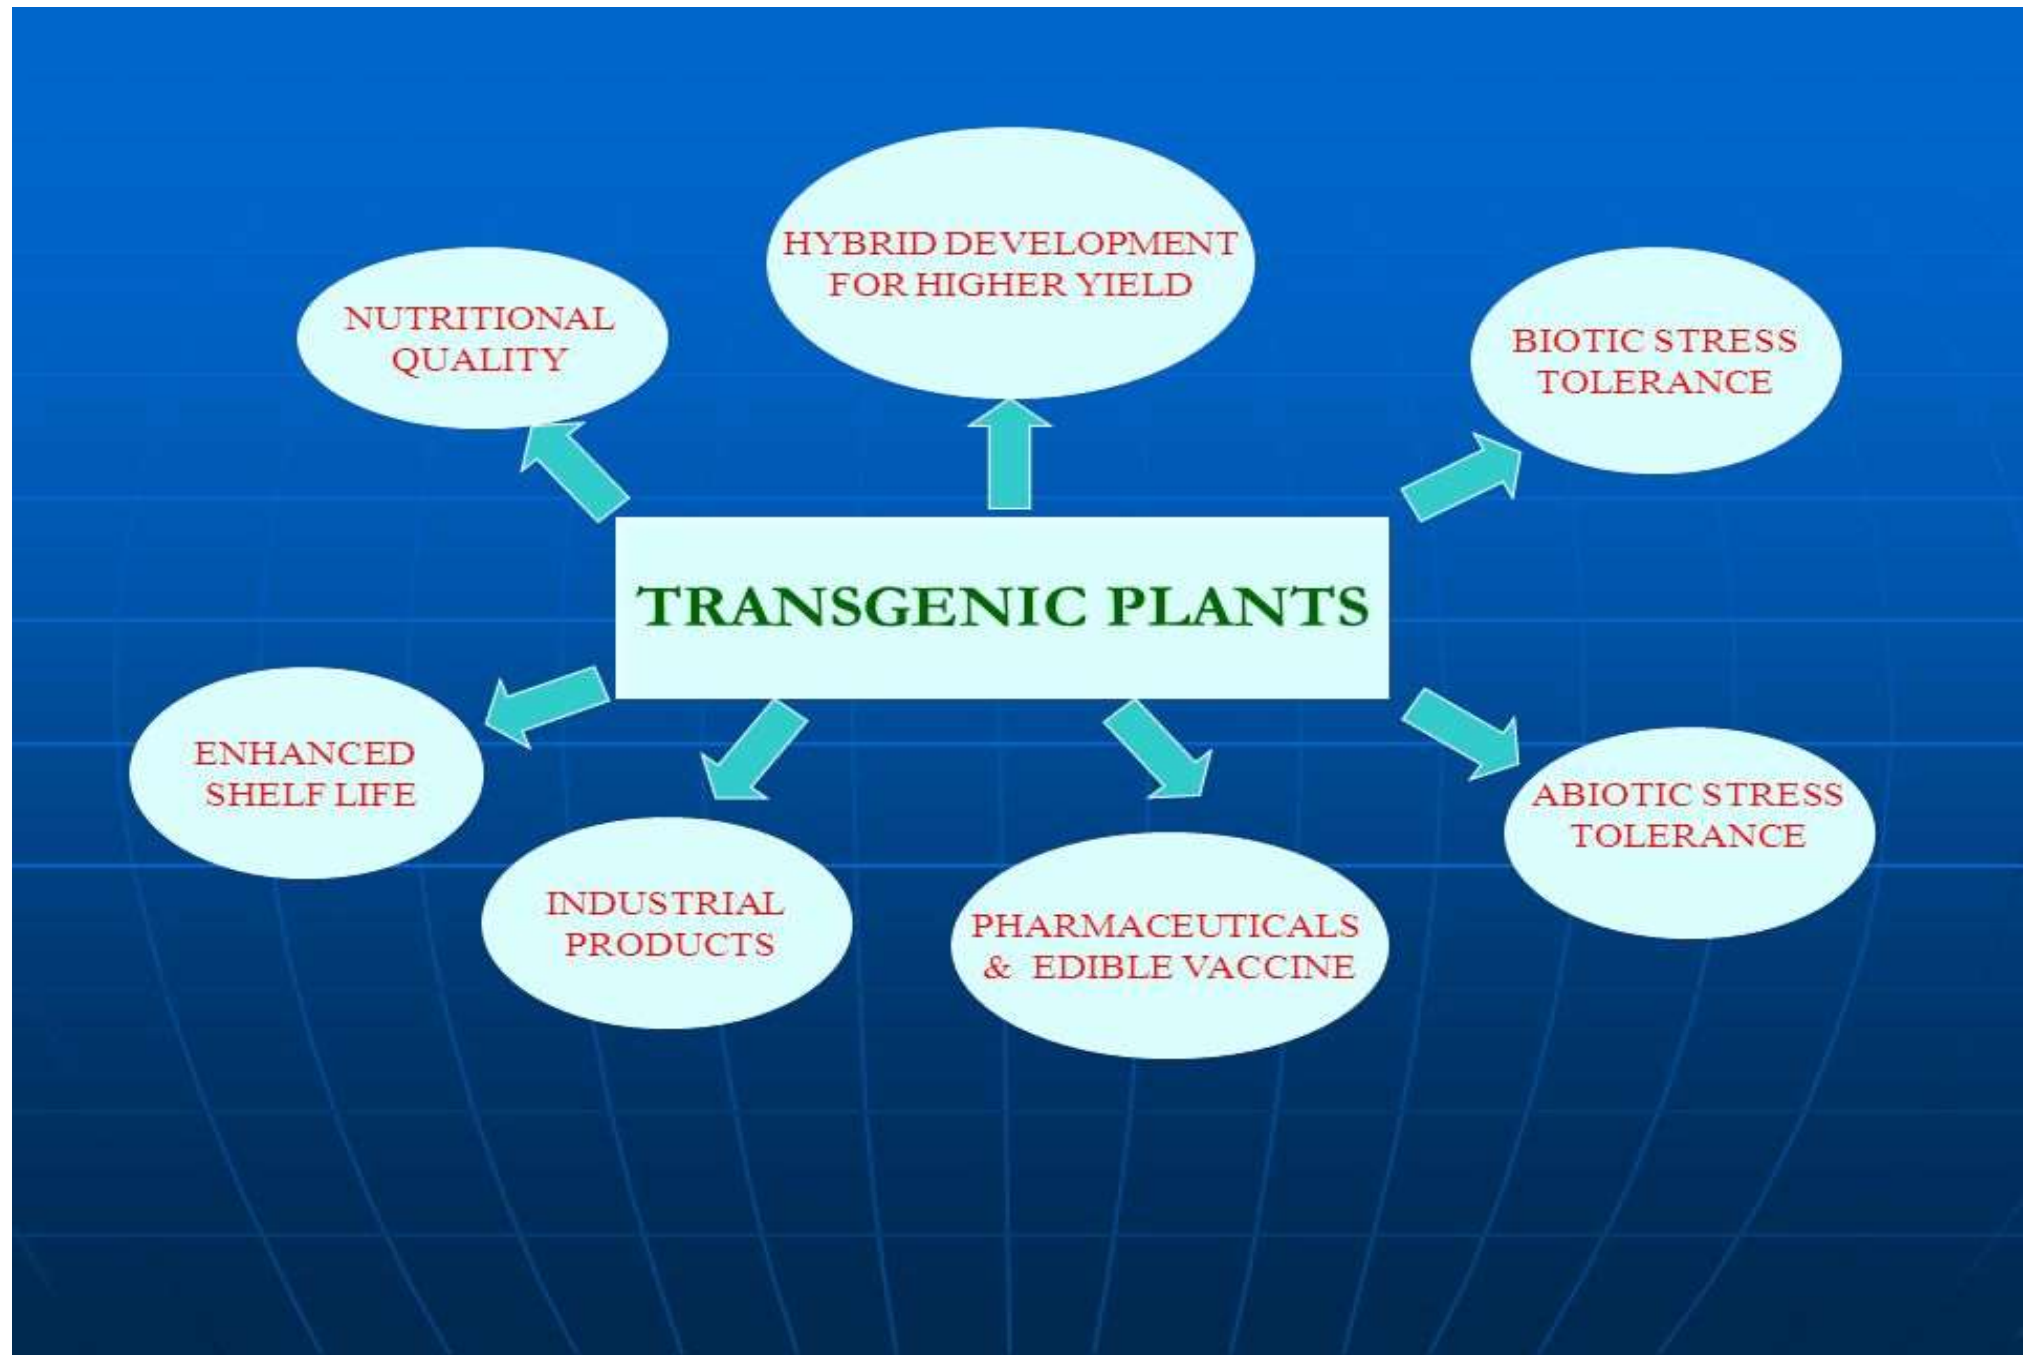 HYBRID DEVELOPMENT
FOR HIGHER YIELD
NUTRITIONAL
QUALITY
BIOTIC STRESS
TOLERANCE
TRANSGENIC PLANTS
ENHANCED
SHELF LIFE
INDUSTRIAL
PRODUCTS
PHARMACEUTICALS
& EDIBLE VACCINE
ABIOTIC STRESS
TOLERANCE